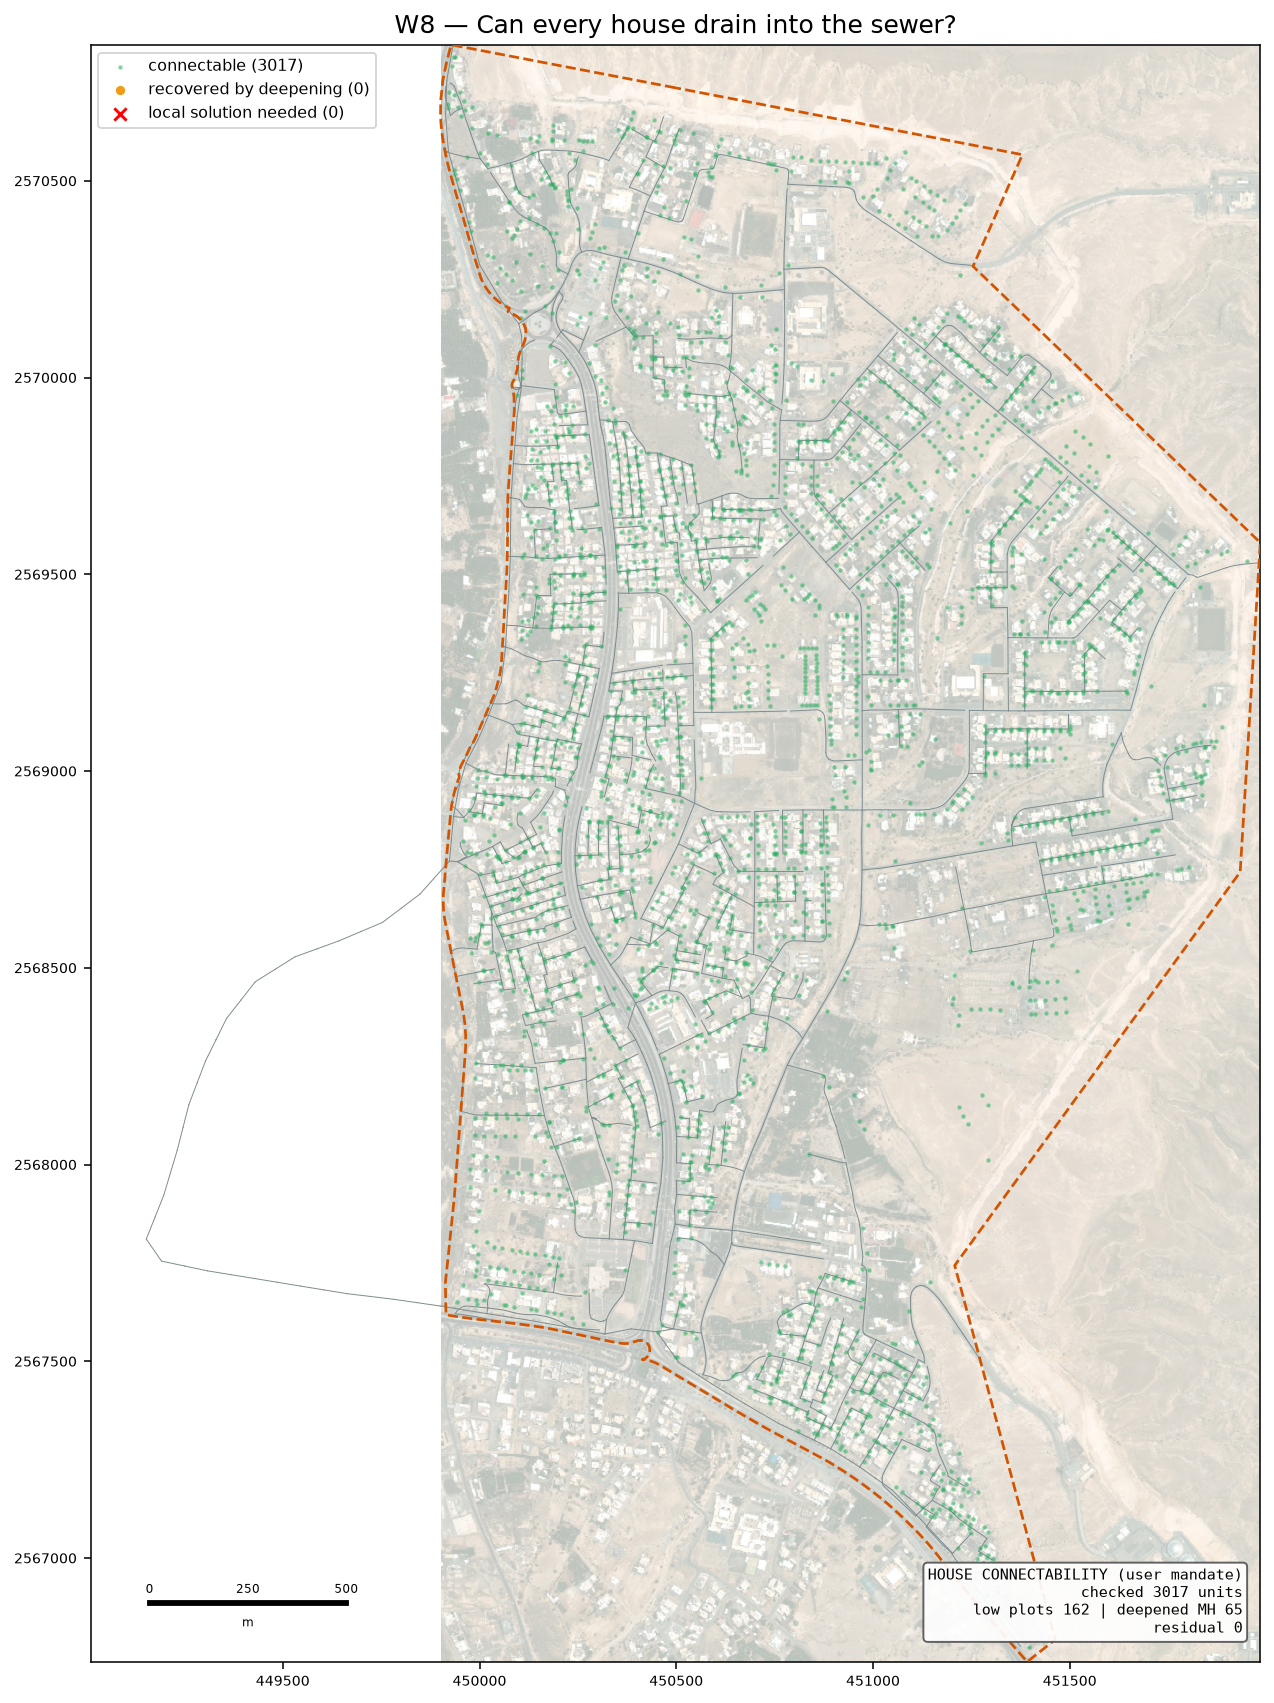 W8 — Can every house drain into the sewer?
connectable (3017)
recovered by deepening (0)
local solution needed (0)
2570500
2570000
2569500
2569000
2568500
2568000
2567500
2567000
0 250 500
m
HOUSE CONNECTABILITY (user mandate)
checked 3017 units
low plots 162 | deepened MH 65
residual 0
449500 450000 450500 451000 451500